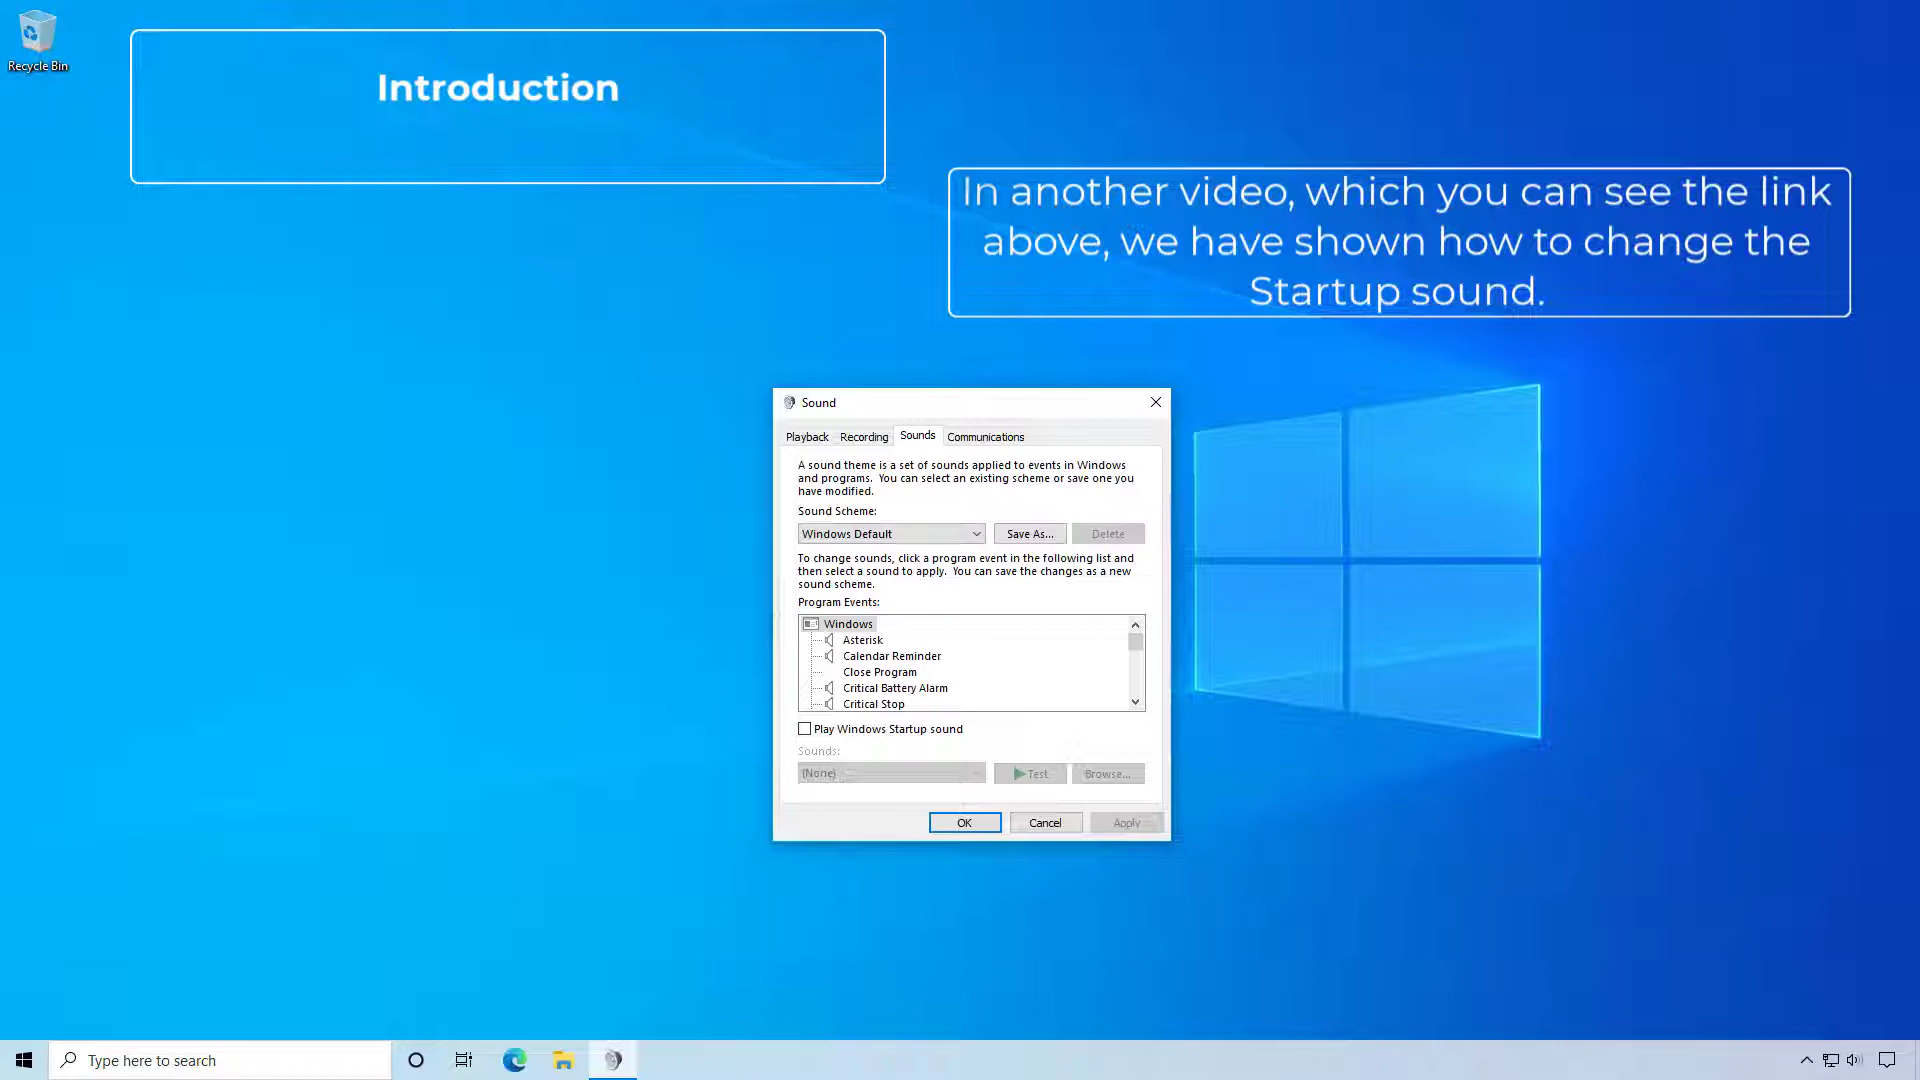 Recycle Bin
Introduction
In another video, which you can see the link
above, we have shown how to change the
Startup sound.
Sound
Playback Recording Sounds Communications
A sound theme is a set of sounds applied to events in Windows
and programs. You can select an existing scheme or save one you
have modified.
Sound Scheme:
Windows Default Save As... Delete
To change sounds, click a program event in the following list and
then select a sound to apply. You can save the changes as a new
sound scheme.
Program Events:
Windows
Asterisk
Calendar Reminder
Close Program
Critical Battery Alarm
Critical Stop
Play Windows Startup sound
Sounds:
(None) Test Browse...
OK Cancel Apply
Type here to search